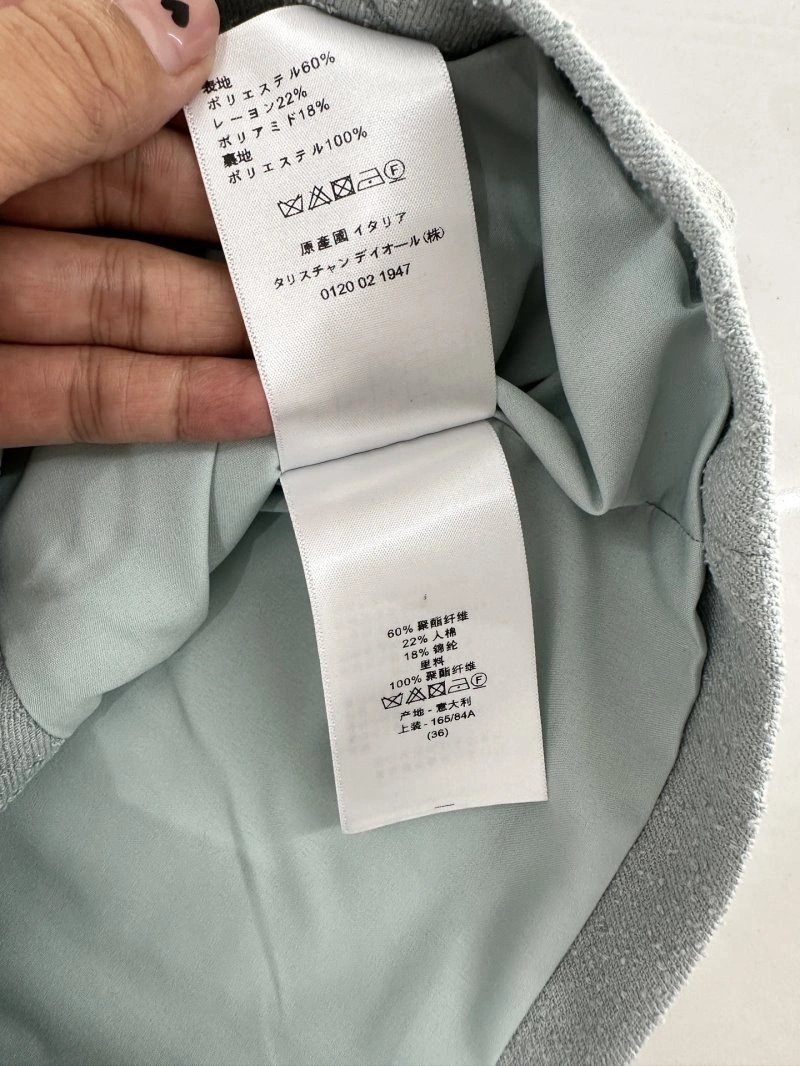 表地
ポリエステル60%
レーヨン22%
ポリアミド18%
裏地
ポリエステル100%
F
原産國 イタリア
タリスチャン デイオール(株)
0120 02 1947
60% 聚酯纤维
22% 人棉
18% 锦纶
里料
100% 聚酯纤维
F
产地 - 意大利
上装 - 165/84A
(36)